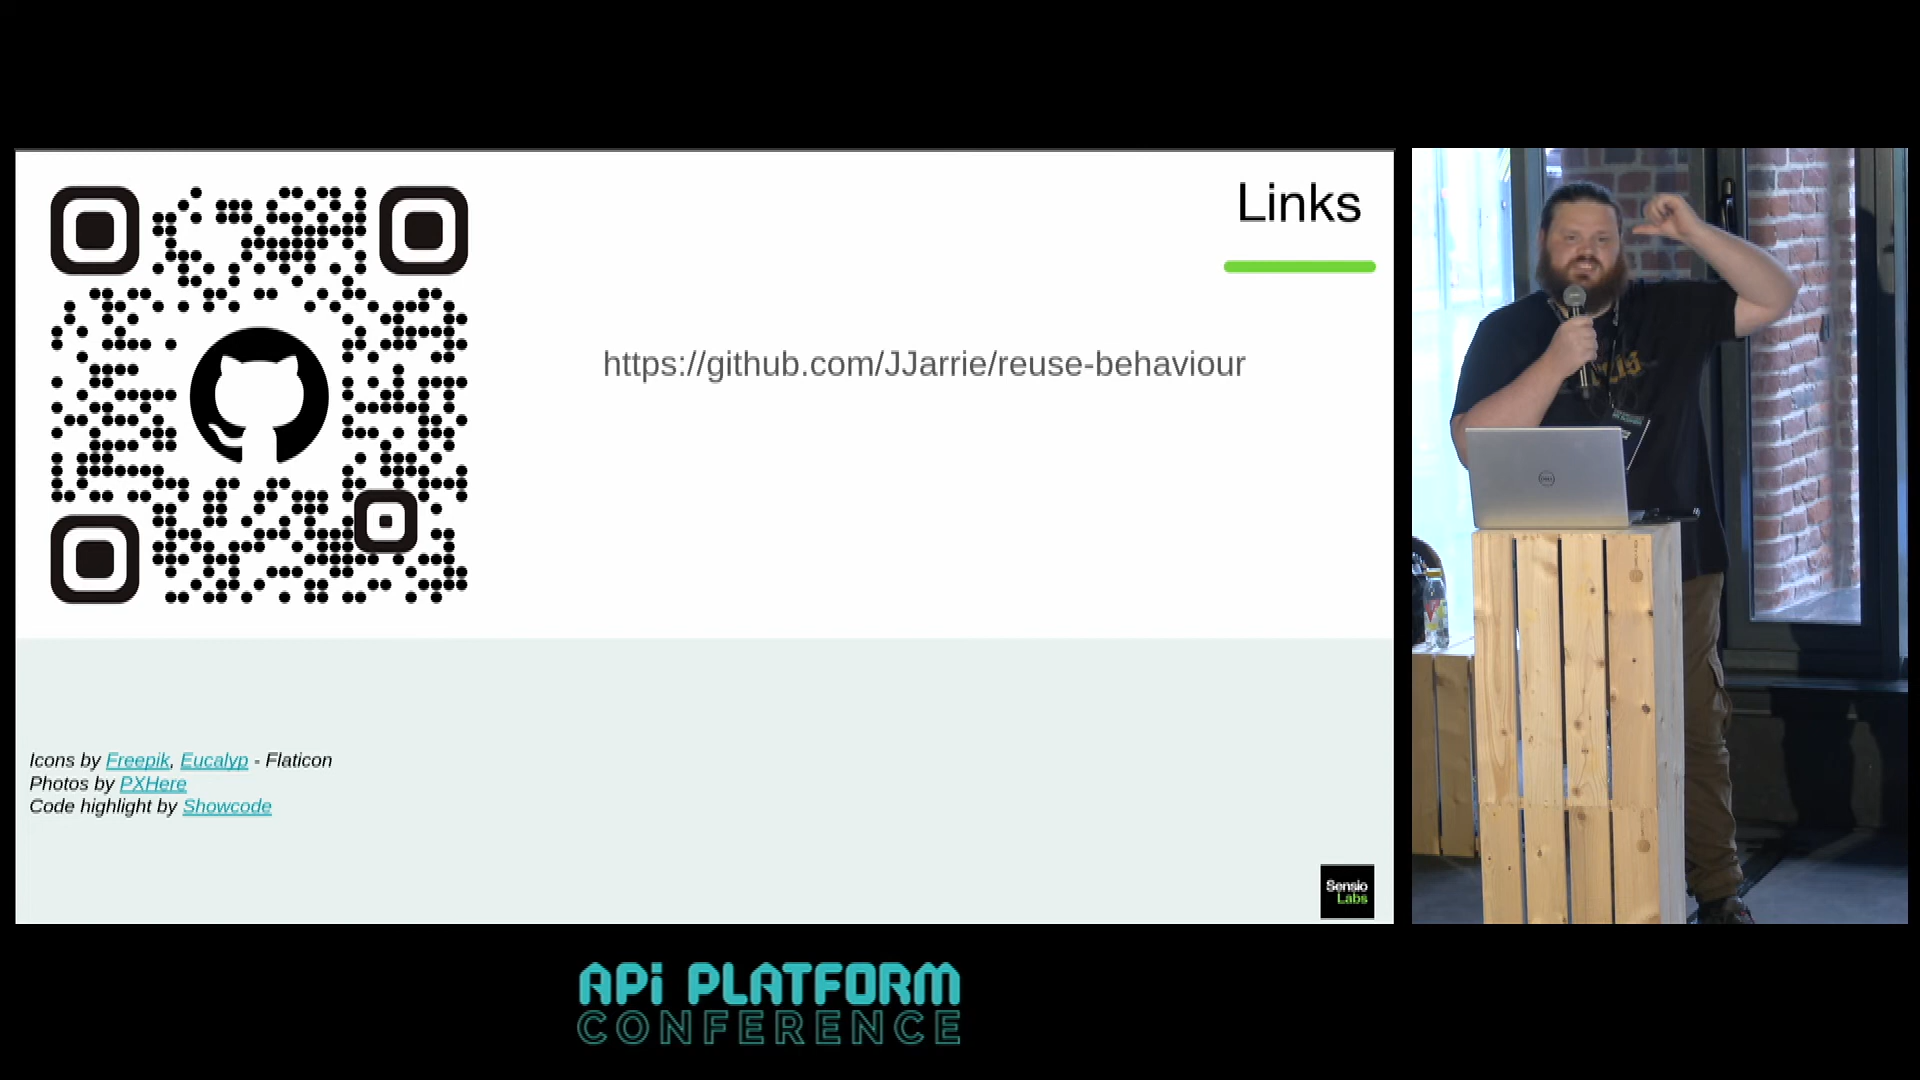 Links
https://github.com/JJarrie/reuse-behaviour
Icons by Freepik, Eucalyp - Flaticon
Photos by PXHere
Code highlight by Showcode
Sensio
Labs
DELL
APi PLATFORM
CONFERENCE